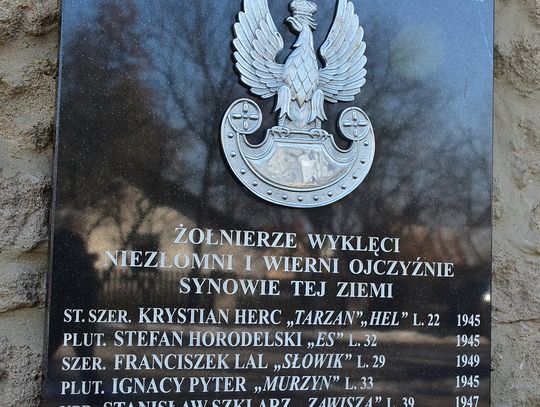 ŻOŁNIERZE WYKLĘCI
NIEZŁOMNI I WIERNI OJCZYŹNIE
SYNOWIE TEJ ZIEMI
ST. SZER. KRYSTIAN HERC „TARZAN”„HEL” L. 22 1945
PLUT. STEFAN HORODELSKI „ES” L. 32 1945
SZER. FRANCISZEK LAL „SŁOWIK” L. 29 1949
PLUT. IGNACY PYTER „MURZYN” L. 33 1945
STANISŁAW SZKLARZ „ZAWISZA” L. 39 1947